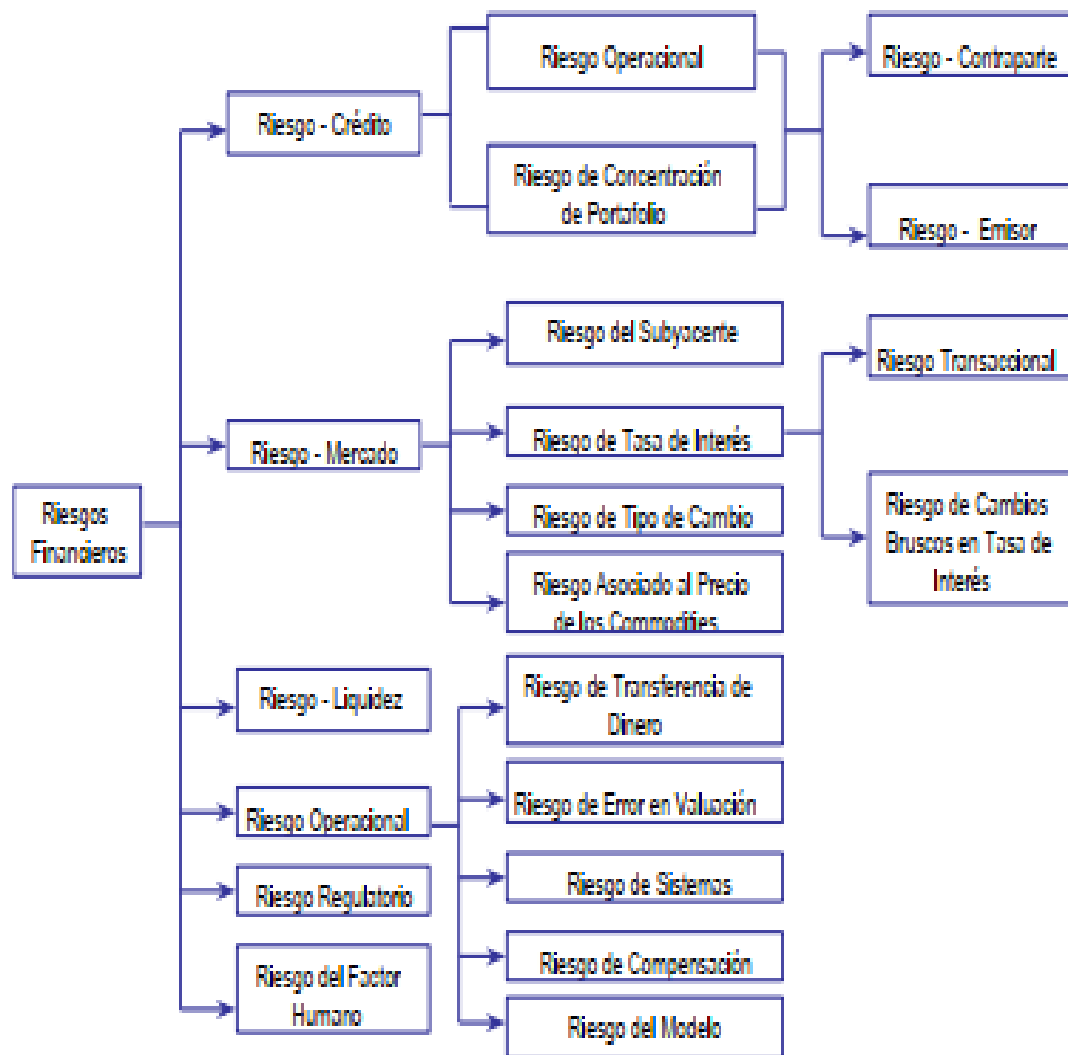 Riesgos
Financieros
Riesgo - Crédito
Riesgo Operacional
Riesgo de Concentración
de Portafolio
Riesgo - Contraparte
Riesgo - Emisor
Riesgo - Mercado
Riesgo del Subyacente
Riesgo de Tasa de Interés
Riesgo de Tipo de Cambio
Riesgo Asociado al Precio
de los Commodities
Riesgo Transaccional
Riesgo de Cambios
Bruscos en Tasa de
Interés
Riesgo - Liquidez
Riesgo Operacional
Riesgo de Transferencia de
Dinero
Riesgo de Error en Valuación
Riesgo de Sistemas
Riesgo de Compensación
Riesgo del Modelo
Riesgo Regulatorio
Riesgo del Factor
Humano